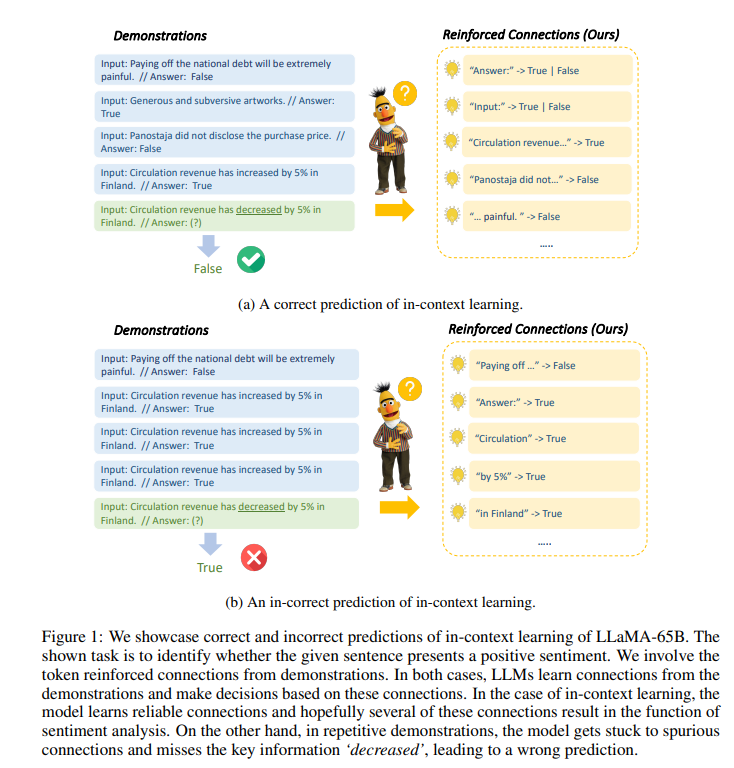 Demonstrations
Input: Paying off the national debt will be extremely
painful. // Answer: False
Input: Generous and subversive artworks. // Answer:
True
Input: Panostaja did not disclose the purchase price. //
Answer: False
Input: Circulation revenue has increased by 5% in
Finland. // Answer: True
Input: Circulation revenue has decreased by 5% in
Finland. // Answer: (?)
False
?
Reinforced Connections (Ours)
"Answer:" -> True | False
"Input:" -> True | False
"Circulation revenue…" -> True
"Panostaja did not…" -> False
"… painful. " -> False
.....
(a) A correct prediction of in-context learning.
Demonstrations
Input: Paying off the national debt will be extremely
painful. // Answer: False
Input: Circulation revenue has increased by 5% in
Finland. // Answer: True
Input: Circulation revenue has increased by 5% in
Finland. // Answer: True
Input: Circulation revenue has increased by 5% in
Finland. // Answer: True
Input: Circulation revenue has decreased by 5% in
Finland. // Answer: (?)
True
?
Reinforced Connections (Ours)
"Paying off …" -> False
"Answer:" -> True
"Circulation" -> True
"by 5%" -> True
"in Finland" -> True
.....
(b) An in-correct prediction of in-context learning.
Figure 1: We showcase correct and incorrect predictions of in-context learning of LLaMA-65B. The
shown task is to identify whether the given sentence presents a positive sentiment. We involve the
token reinforced connections from demonstrations. In both cases, LLMs learn connections from the
demonstrations and make decisions based on these connections. In the case of in-context learning, the
model learns reliable connections and hopefully several of these connections result in the function of
sentiment analysis. On the other hand, in repetitive demonstrations, the model gets stuck to spurious
connections and misses the key information 'decreased', leading to a wrong prediction.